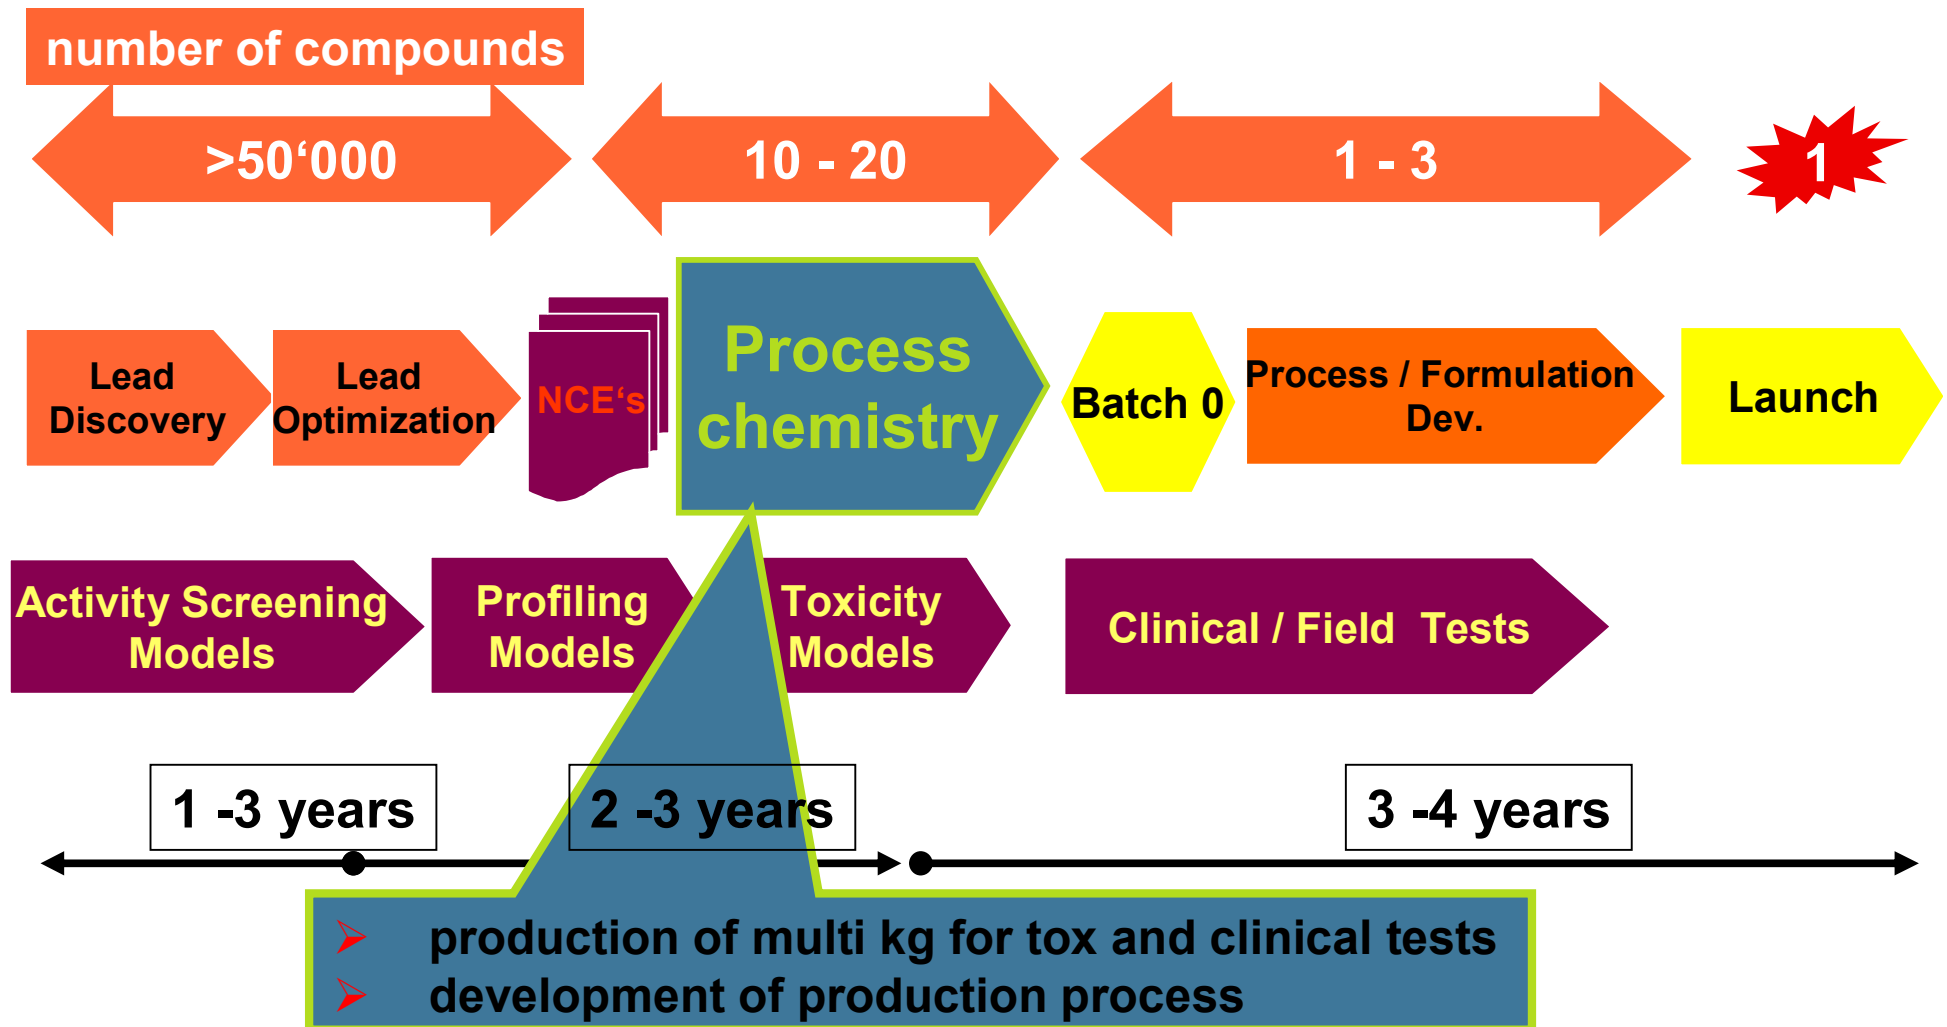 number of compounds
>50‘000
10 - 20
1 - 3
1
Lead
Discovery
Lead
Optimization
NCE‘s
Process
chemistry
Batch 0
Process / Formulation
Dev.
Launch
Activity Screening
Models
Profiling
Models
Toxicity
Models
Clinical / Field Tests
1 -3 years
2 -3 years
3 -4 years
production of multi kg for tox and clinical tests
development of production process